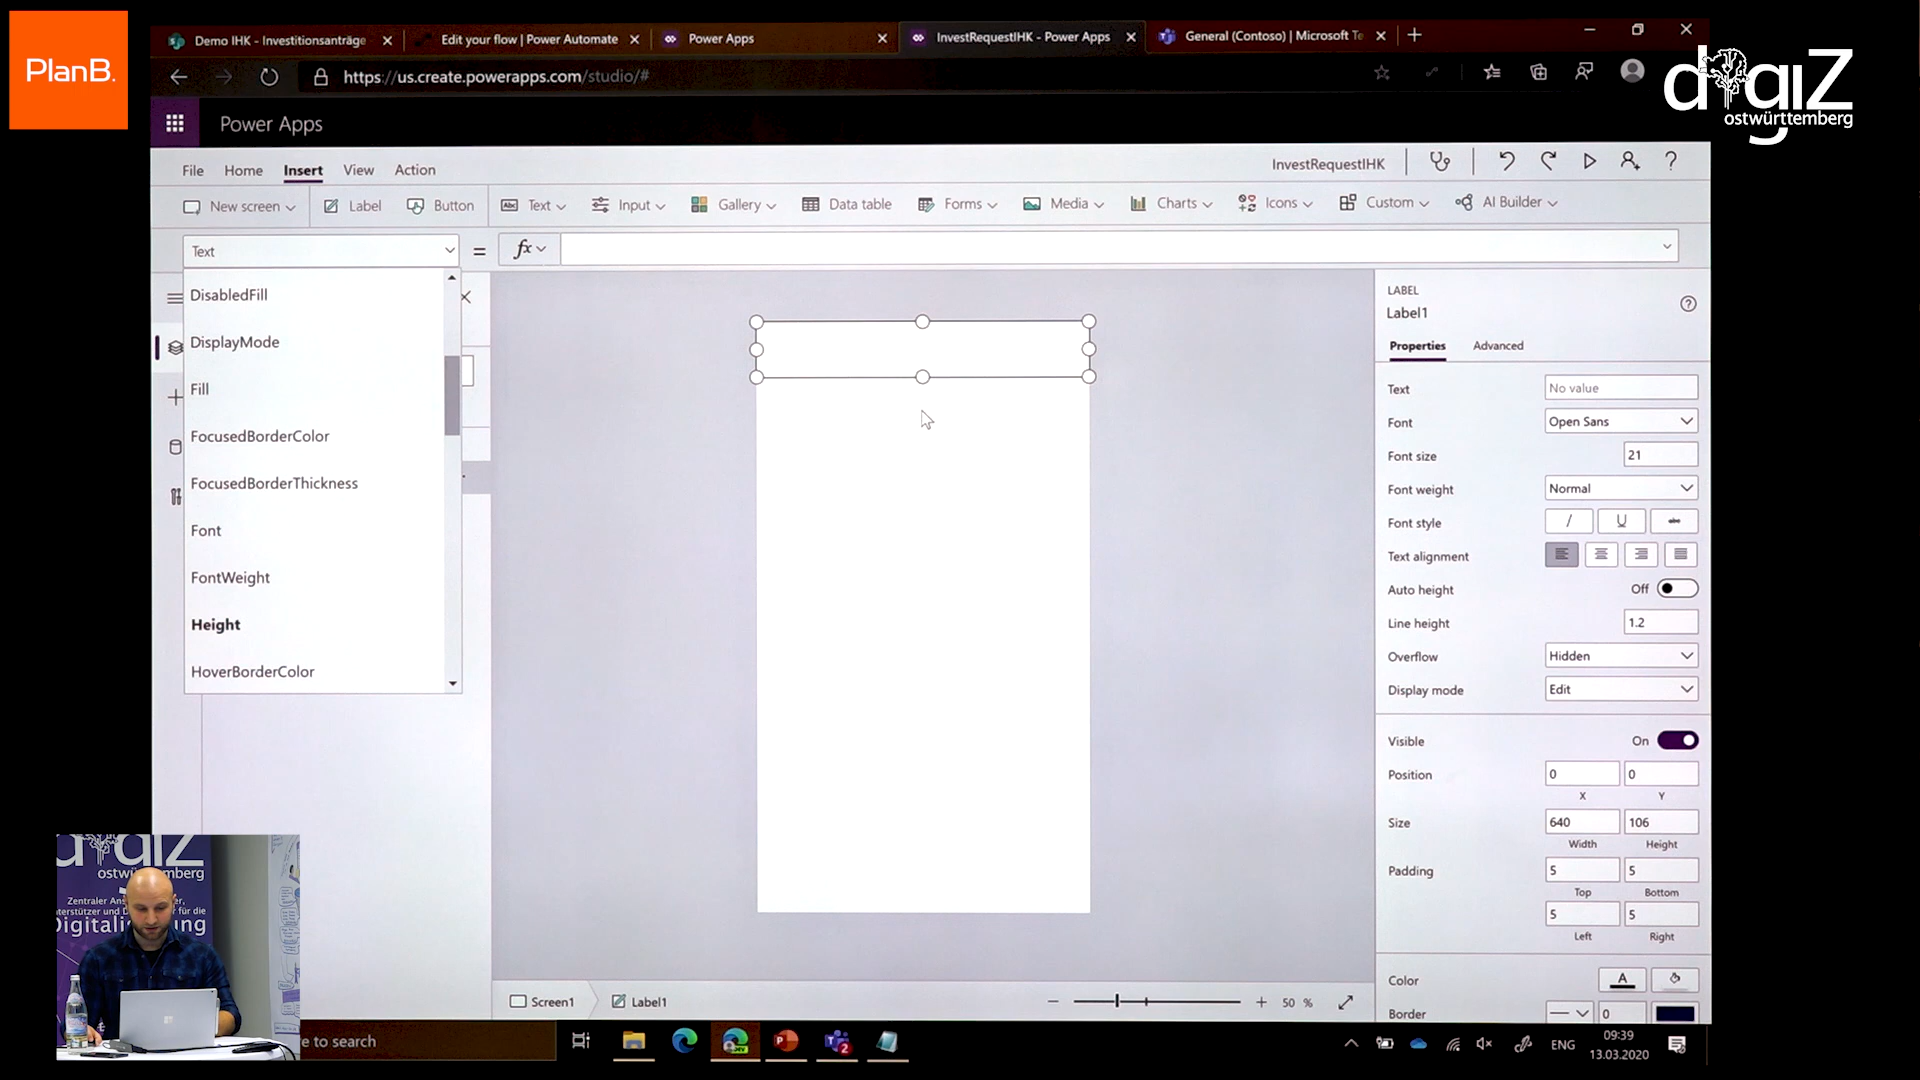 PlanB.
digiZ
ostwürttemberg
Demo IHK - Investitionsanträge
Edit your flow | Power Automate
Power Apps
InvestRequestIHK - Power Apps
General (Contoso) | Microsoft Te
https://us.create.powerapps.com/studio/#
Power Apps
File Home Insert View Action
InvestRequestIHK
New screen Label Button Text Input Gallery Data table Forms Media Charts Icons Custom AI Builder
Text = fx
DisabledFill
DisplayMode
Fill
FocusedBorderColor
FocusedBorderThickness
Font
FontWeight
Height
HoverBorderColor
LABEL
Label1
Properties Advanced
Text No value
Font Open Sans
Font size 21
Font weight Normal
Font style / U abc
Text alignment
Auto height Off
Line height 1.2
Overflow Hidden
Display mode Edit
Visible On
Position 0 0
X Y
Size 640 106
Width Height
Padding 5 5
Top Bottom
5 5
Left Right
Color A
Border 0
Screen1 Label1
50 %
digiZ
ostwürttemberg
Digitalisierung
e to search
ENG
09:39
13.03.2020